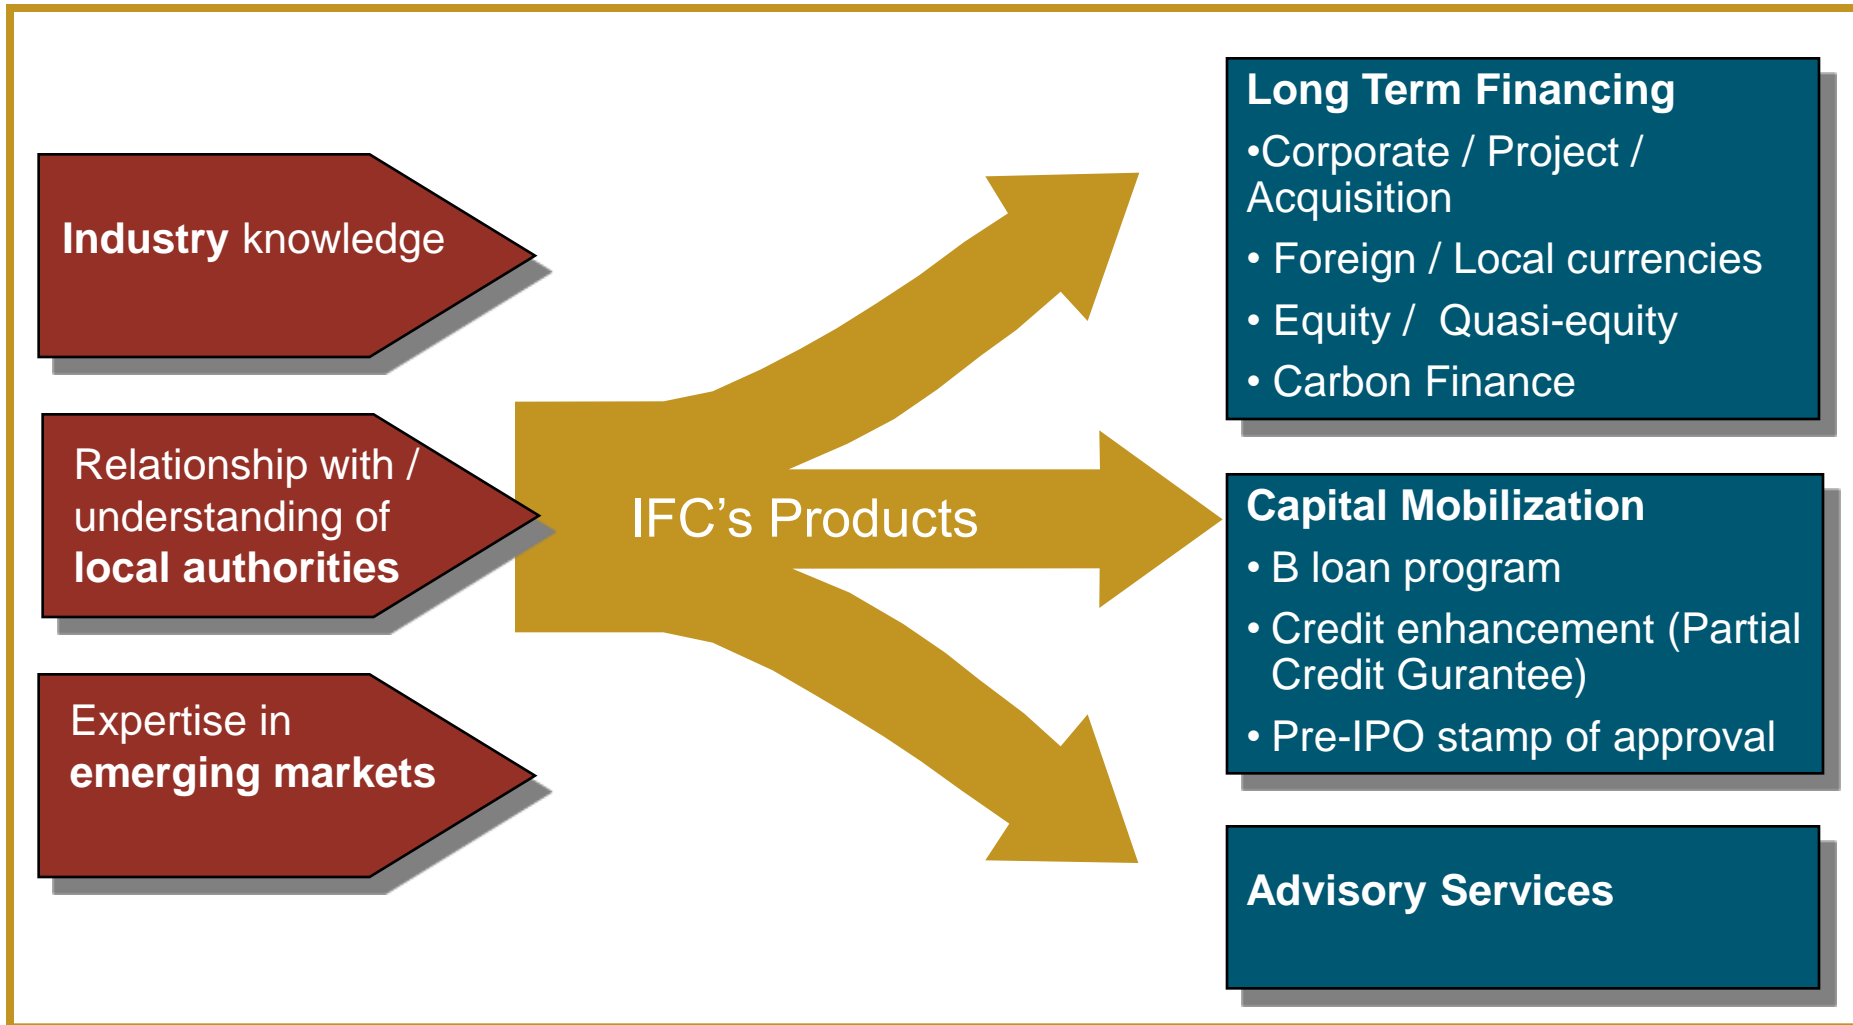 Industry knowledge
Relationship with /
understanding of
local authorities
Expertise in
emerging markets
IFC’s Products
Long Term Financing
•Corporate / Project /
Acquisition
• Foreign / Local currencies
• Equity /  Quasi-equity
• Carbon Finance
Capital Mobilization
• B loan program
• Credit enhancement (Partial
Credit Gurantee)
• Pre-IPO stamp of approval
Advisory Services